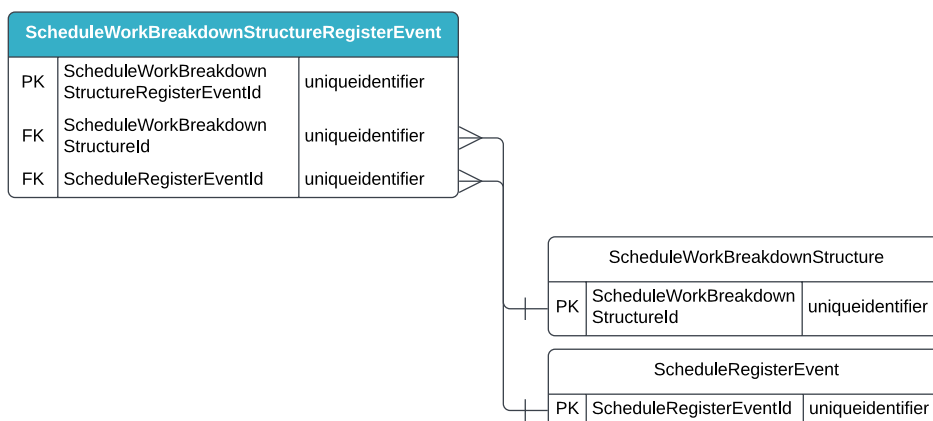 ScheduleWorkBreakdownStructureRegisterEvent
PK ScheduleWorkBreakdown
StructureRegisterEventId uniqueidentifier
FK ScheduleWorkBreakdown
StructureId uniqueidentifier
FK ScheduleRegisterEventId uniqueidentifier
ScheduleWorkBreakdownStructure
PK ScheduleWorkBreakdown
StructureId uniqueidentifier
ScheduleRegisterEvent
PK ScheduleRegisterEventId uniqueidentifier